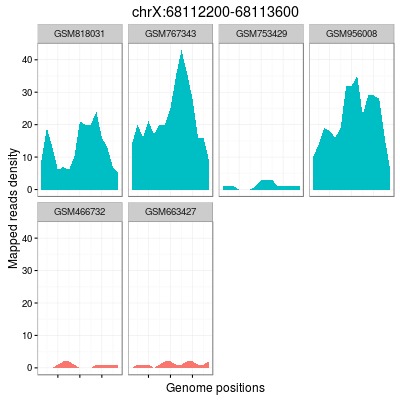 chrX:68112200-68113600
GSM818031 GSM767343 GSM753429 GSM956008
40
30
20
10
0
GSM466732 GSM663427
40
30
20
10
0
Mapped reads density
Genome positions